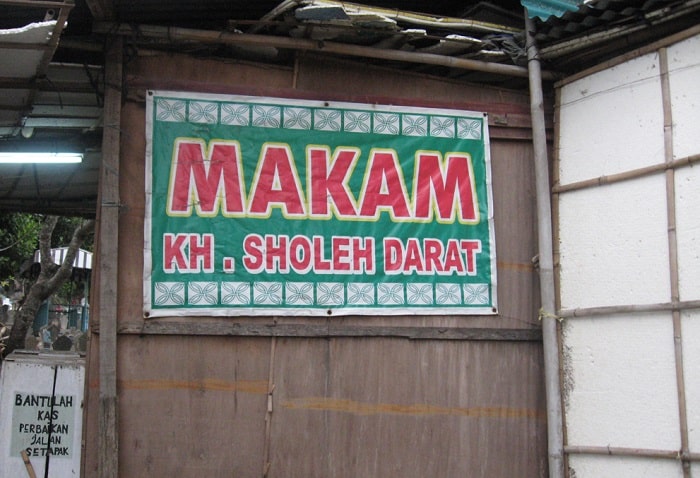 MAKAM
KH . SHOLEH DARAT
BANTULAH
KAS
PERBAIKAN
JALAN
SETAPAK